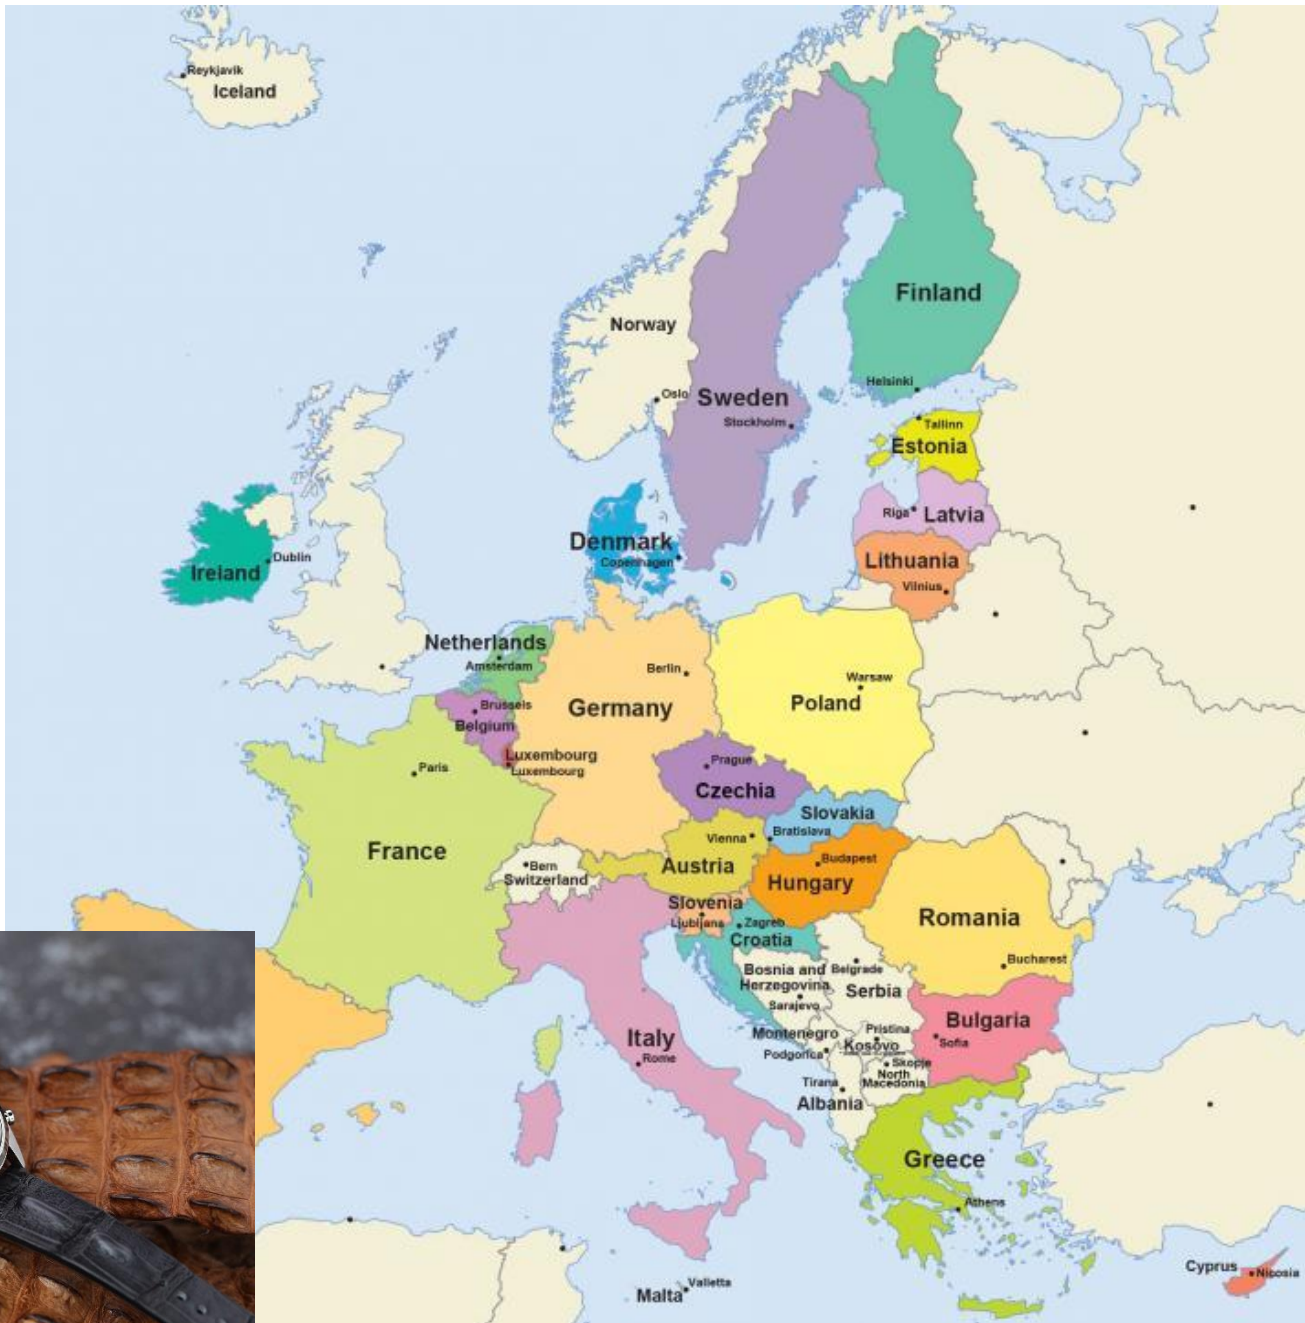 Reykjavik
Iceland
Finland
Norway
Helsinki
Oslo
Sweden
Stockholm
Tallinn
Estonia
Riga
Latvia
Denmark
Copenhagen
Lithuania
Vilnius
Dublin
Ireland
Netherlands
Amsterdam
Berlin
Warsaw
Poland
Germany
Brussels
Belgium
Luxembourg
Luxembourg
Paris
Prague
Czechia
Slovakia
Bratislava
Vienna
Austria
France
Bern
Switzerland
Budapest
Hungary
Slovenia
Ljubljana
Zagreb
Croatia
Romania
Bucharest
Bosnia and
Herzegovina
Sarajevo
Belgrade
Serbia
Bulgaria
Sofia
Italy
Rome
Montenegro
Podgorica
Pristina
Kosovo
Skopje
North
Macedonia
Tirana
Albania
Greece
Athens
Cyprus
Nicosia
Malta
Valletta